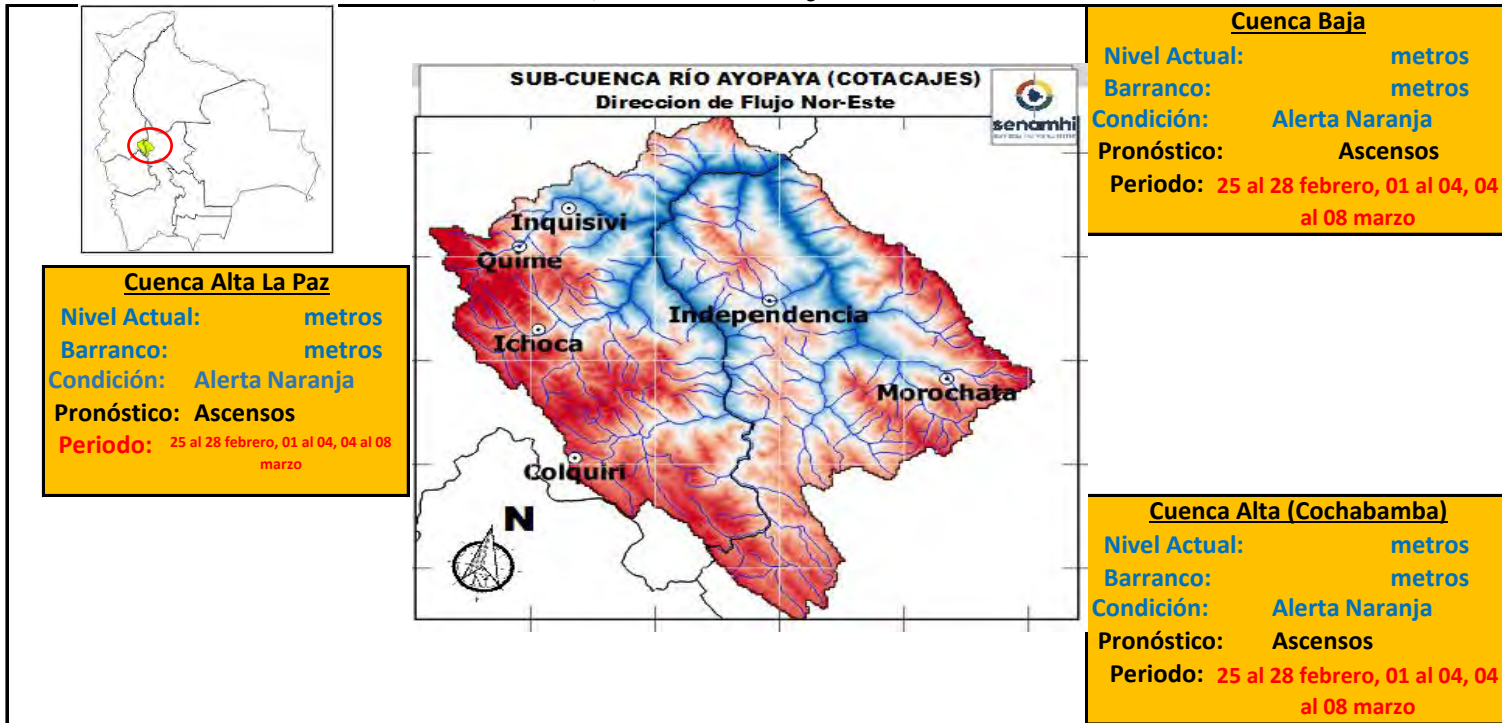 SUB-CUENCA RÍO AYOPAYA (COTACAJES)
Direccion de Flujo Nor-Este
senamhi
Inquisivi
Quime
Independencia
Ichoca
Morochata
Colquiri
N
Cuenca Alta La Paz
Nivel Actual: metros
Barranco: metros
Condición: Alerta Naranja
Pronóstico: Ascensos
Periodo: 25 al 28 febrero, 01 al 04, 04 al 08
marzo
Cuenca Baja
Nivel Actual: metros
Barranco: metros
Condición: Alerta Naranja
Pronóstico: Ascensos
Periodo: 25 al 28 febrero, 01 al 04, 04
al 08 marzo
Cuenca Alta (Cochabamba)
Nivel Actual: metros
Barranco: metros
Condición: Alerta Naranja
Pronóstico: Ascensos
Periodo: 25 al 28 febrero, 01 al 04, 04
al 08 marzo